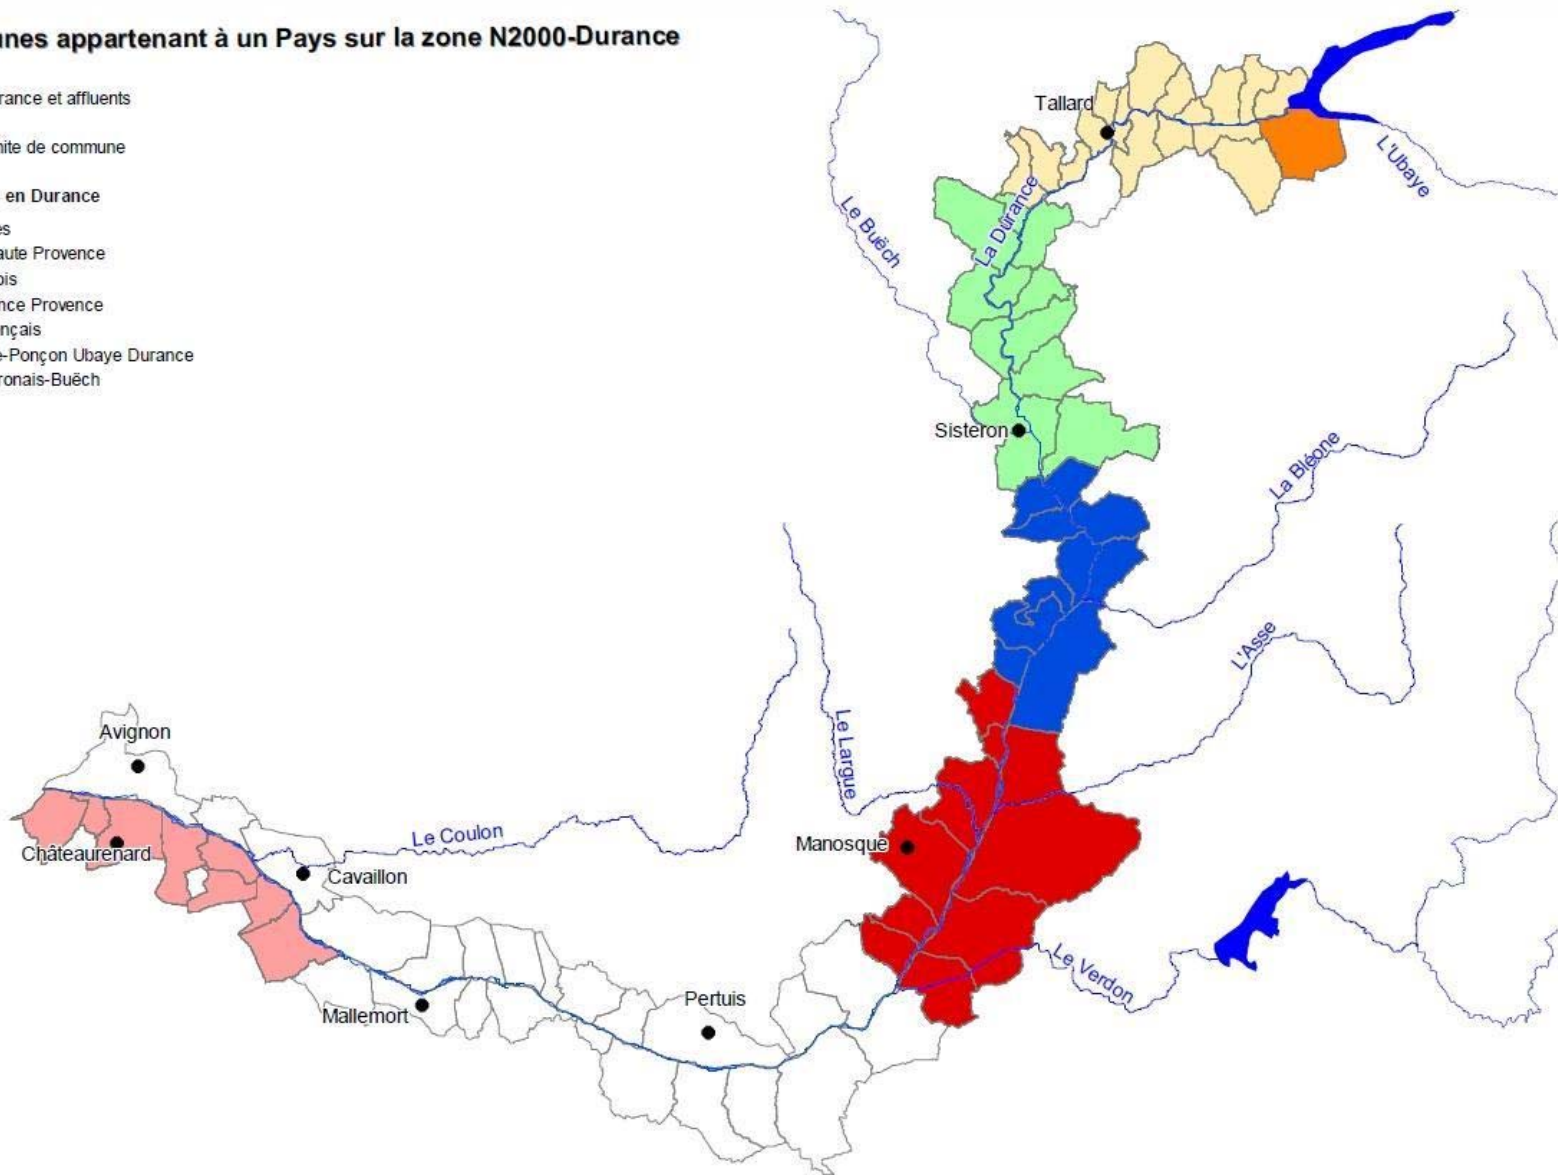 unes appartenant à un Pays sur la zone N2000-Durance
rance et affluents
nite de commune
en Durance
es
aute Provence
ois
nce Provence
nçais
e-Ponçon Ubaye Durance
ronais-Buëch
Tallard
L'Ubaye
Le Buëch
La Durance
Sisteron
La Bléone
L'Asse
Le Largue
Avignon
Châteaurenard
Le Coulon
Cavaillon
Manosque
Le Verdon
Mallemort
Pertuis